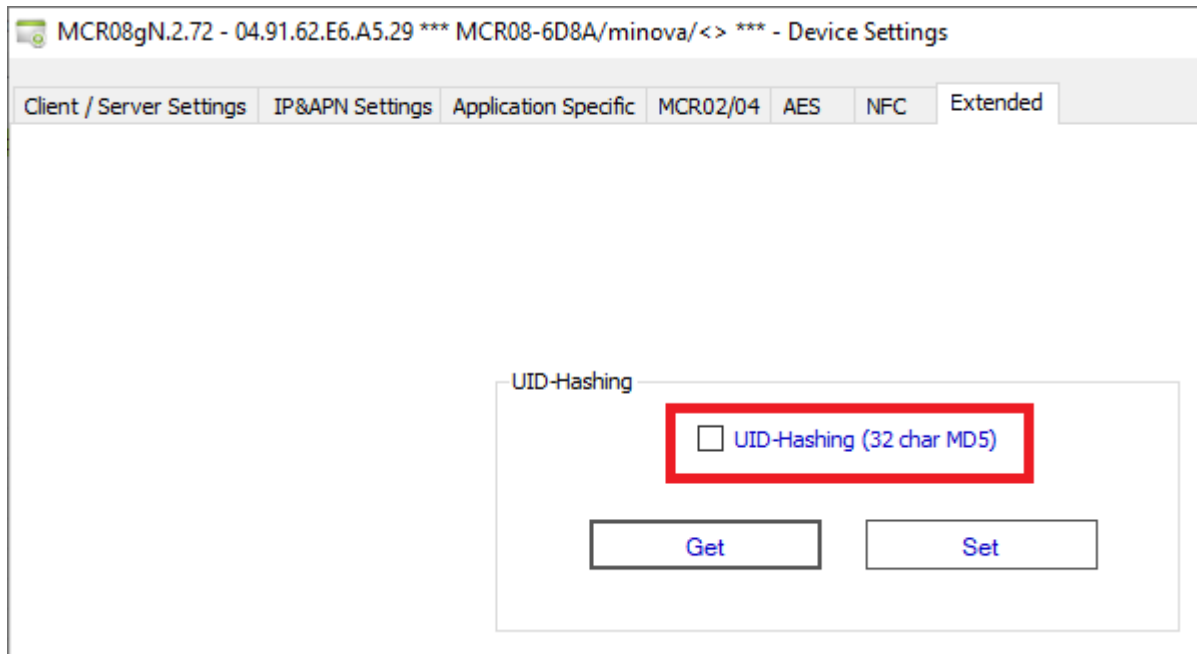 MCR08gN.2.72 - 04.91.62.E6.A5.29 *** MCR08-6D8A/minova/<> *** - Device Settings
Client / Server Settings IP&APN Settings Application Specific MCR02/04 AES NFC Extended
UID-Hashing
UID-Hashing (32 char MD5)
Get Set